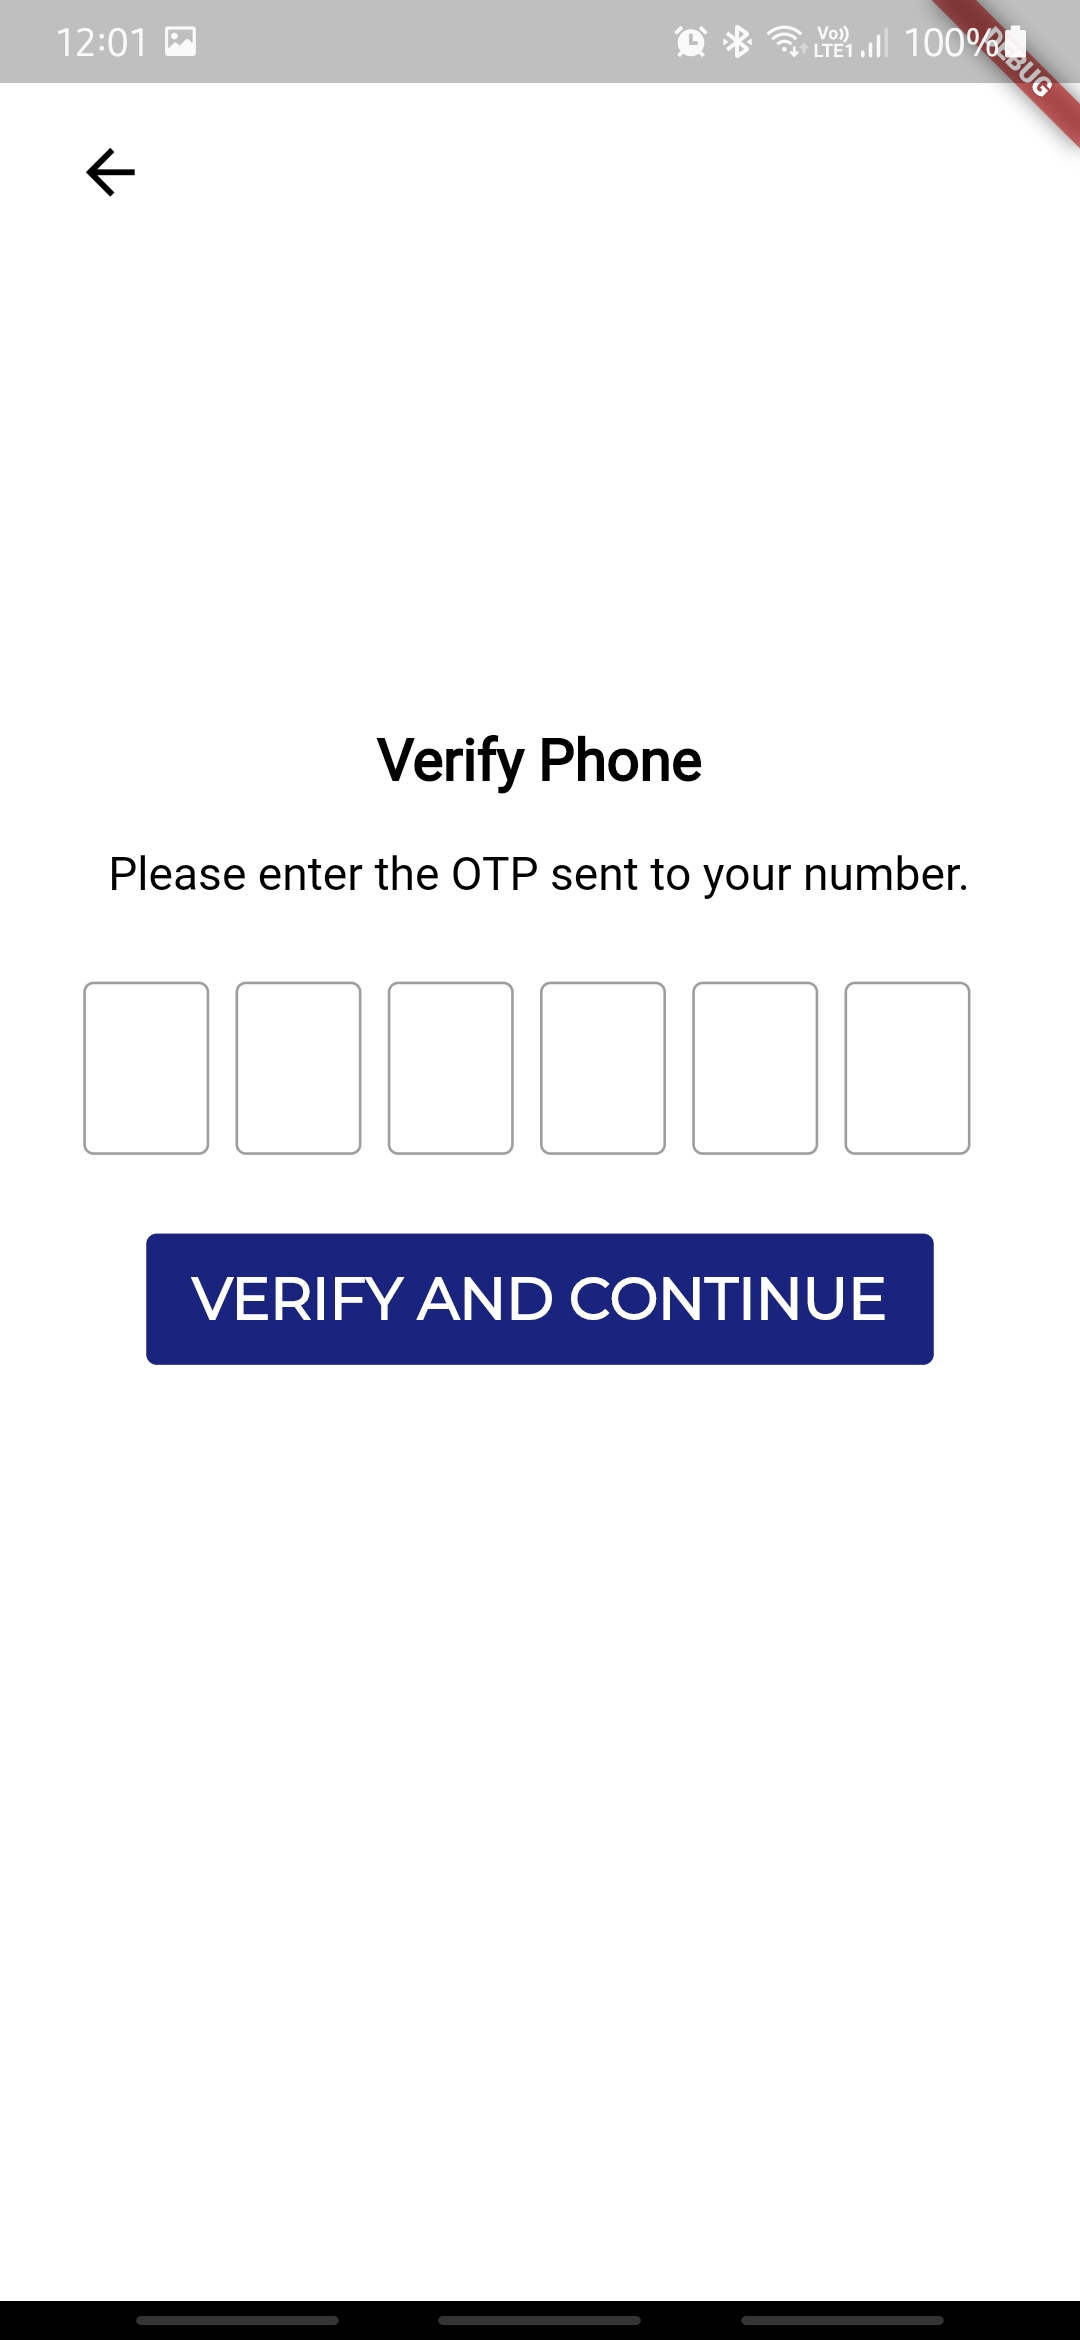 12:01 Vo)) LTE1 100%
DEBUG
Verify Phone
Please enter the OTP sent to your number.
VERIFY AND CONTINUE